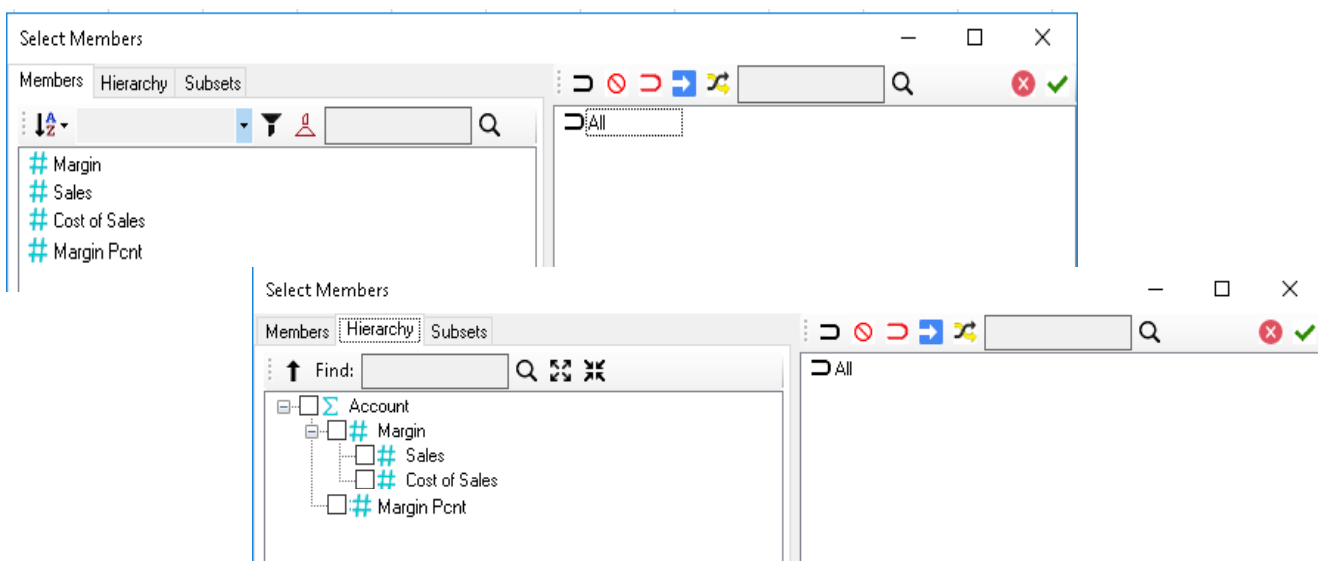 Select Members
Members Hierarchy Subsets
All
Margin
Sales
Cost of Sales
Margin Pcnt
Select Members
Members Hierarchy Subsets
Find:
All
Account
Margin
Sales
Cost of Sales
Margin Pcnt